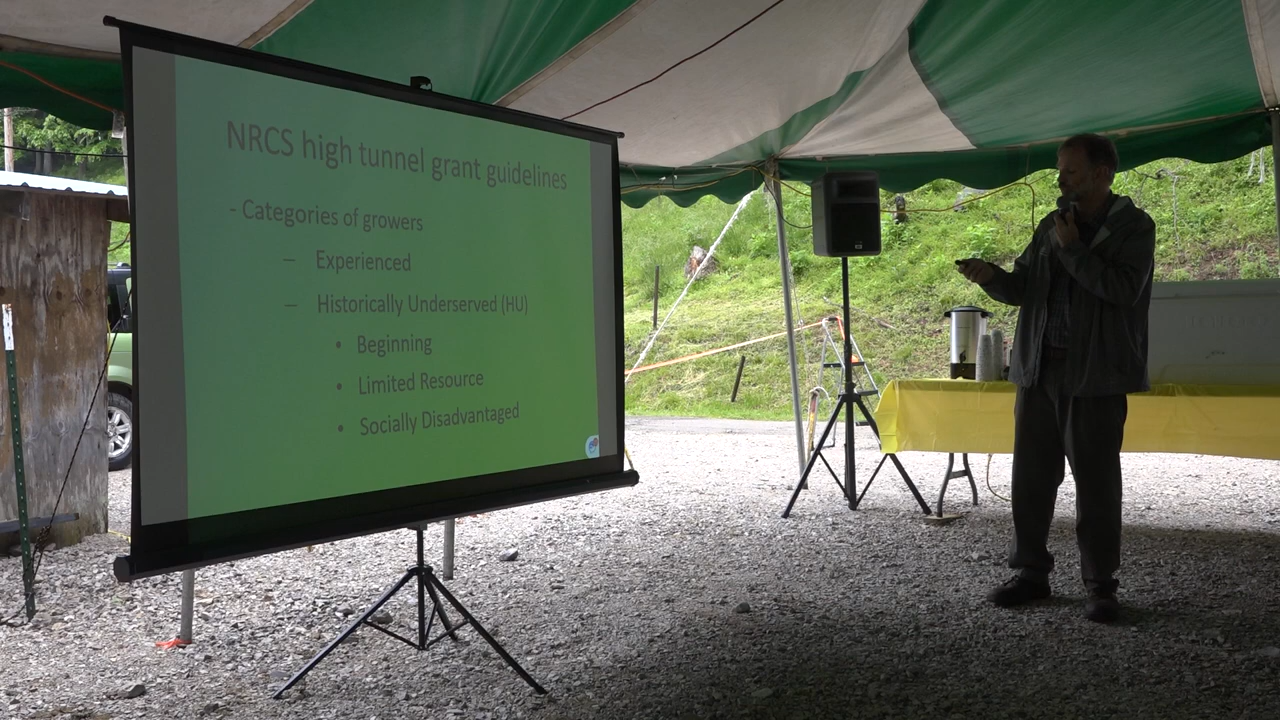 NRCS high tunnel grant guidelines
- Categories of growers
– Experienced
– Historically Underserved (HU)
• Beginning
• Limited Resource
• Socially Disadvantaged